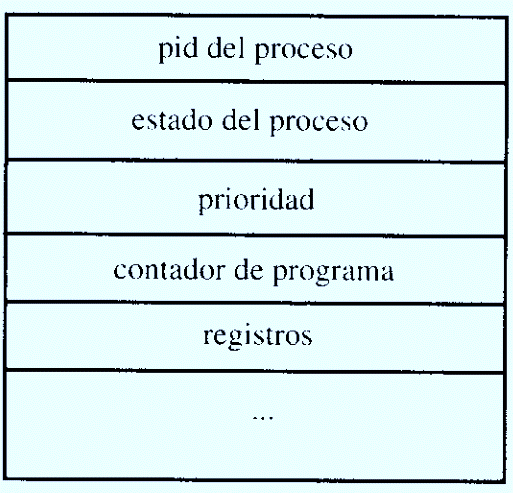 pid del proceso
estado del proceso
prioridad
contador de programa
registros
...